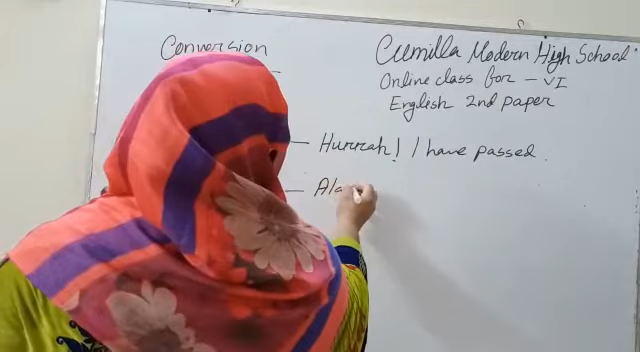 Conversion
Cumilla Modern High School
Online class for - VI
English 2nd paper
— Hurrah! I have passed.
— Ala